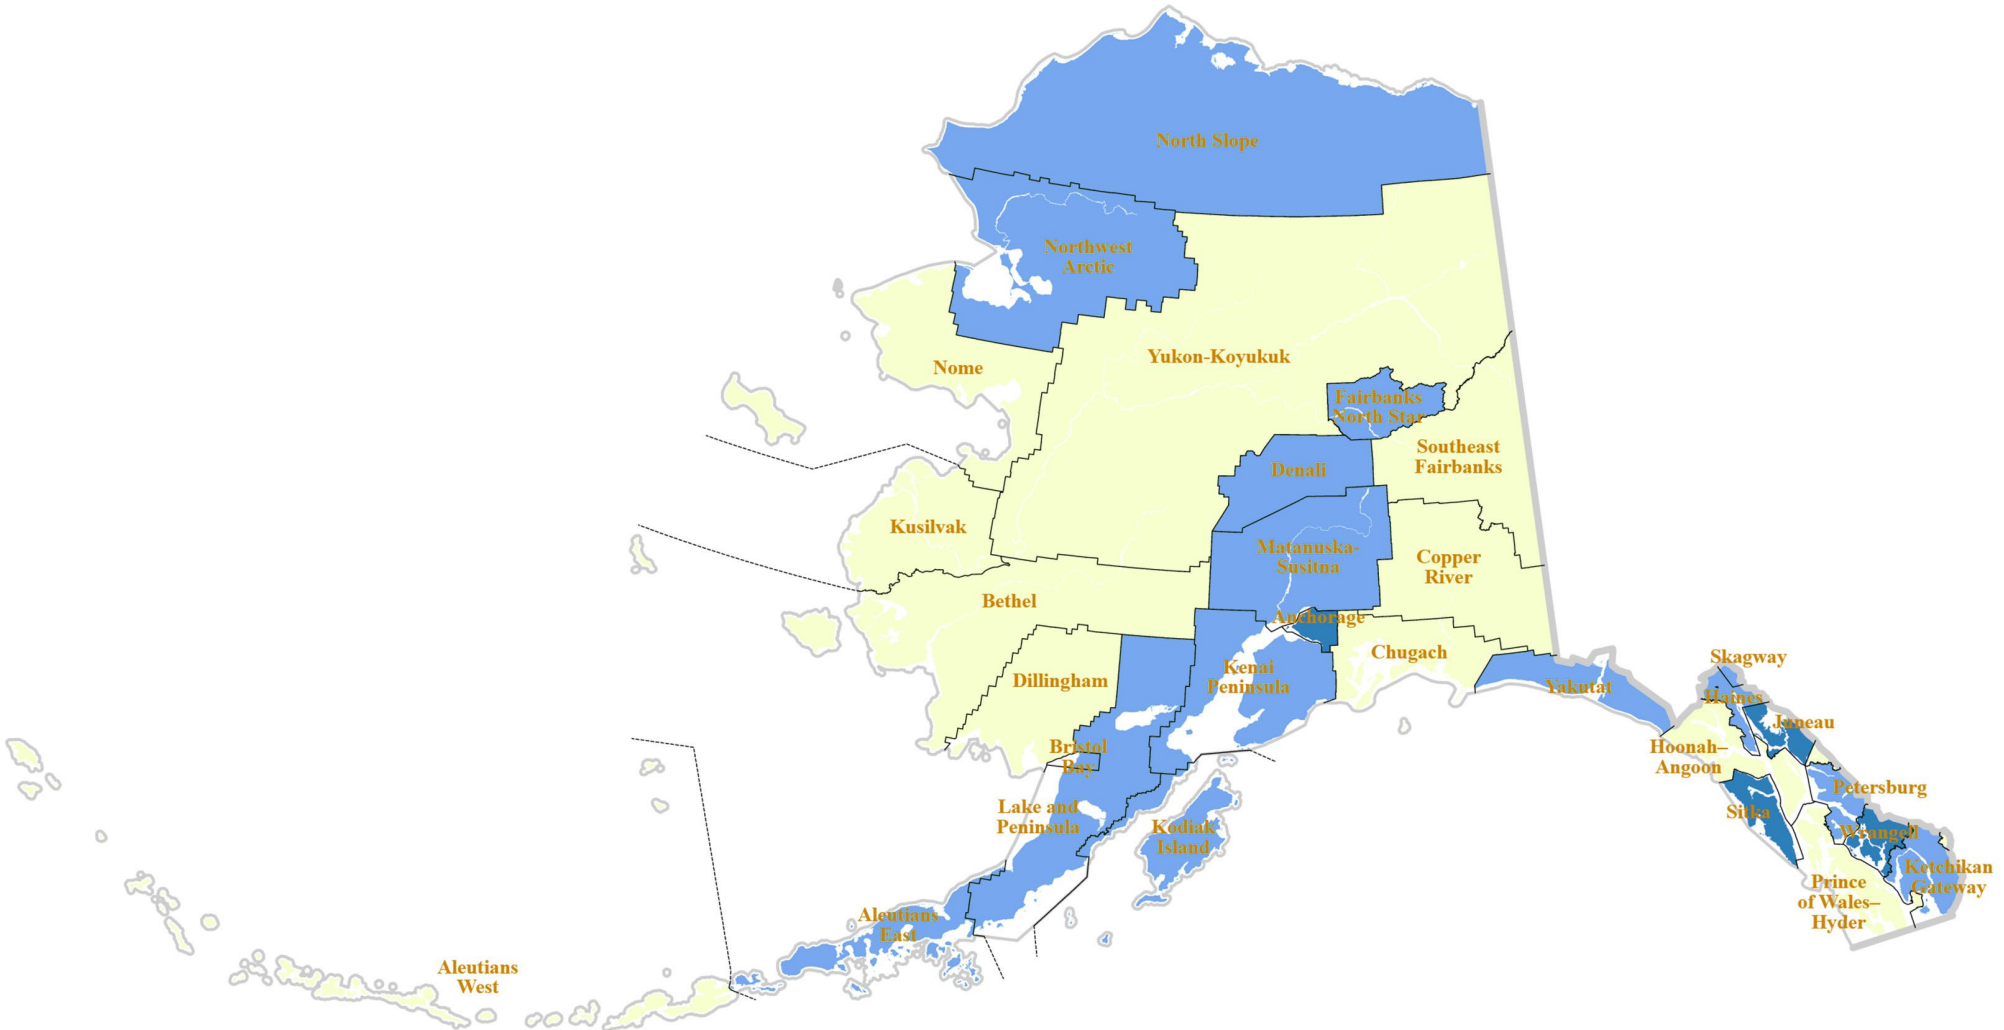 North Slope
Northwest
Arctic
Nome
Yukon-Koyukuk
Fairbanks
North Star
Southeast
Fairbanks
Denali
Kusilvak
Matanuska-
Susitna
Copper
River
Bethel
Anchorage
Chugach
Dillingham
Kenai
Peninsula
Yakutat
Skagway
Haines
Juneau
Hoonah–
Angoon
Bristol
Bay
Petersburg
Sitka
Lake and
Peninsula
Kodiak
Island
Wrangell
Ketchikan
Gateway
Prince
of Wales–
Hyder
Aleutians
East
Aleutians
West